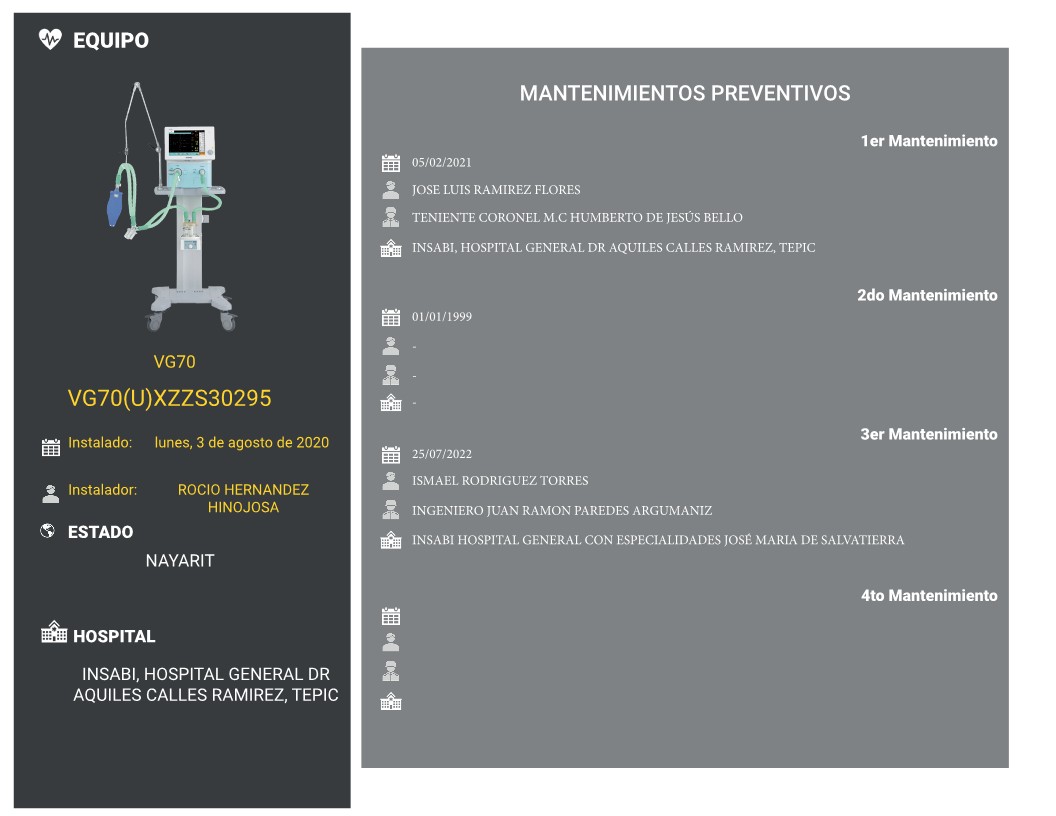 EQUIPO
VG70
VG70(U)XZZS30295
Instalado: lunes, 3 de agosto de 2020
Instalador: ROCIO HERNANDEZ
HINOJOSA
ESTADO
NAYARIT
HOSPITAL
INSABI, HOSPITAL GENERAL DR
AQUILES CALLES RAMIREZ, TEPIC
MANTENIMIENTOS PREVENTIVOS
1er Mantenimiento
05/02/2021
JOSE LUIS RAMIREZ FLORES
TENIENTE CORONEL M.C HUMBERTO DE JESÚS BELLO
INSABI, HOSPITAL GENERAL DR AQUILES CALLES RAMIREZ, TEPIC
2do Mantenimiento
01/01/1999
-
-
-
3er Mantenimiento
25/07/2022
ISMAEL RODRIGUEZ TORRES
INGENIERO JUAN RAMON PAREDES ARGUMANIZ
INSABI HOSPITAL GENERAL CON ESPECIALIDADES JOSÉ MARIA DE SALVATIERRA
4to Mantenimiento